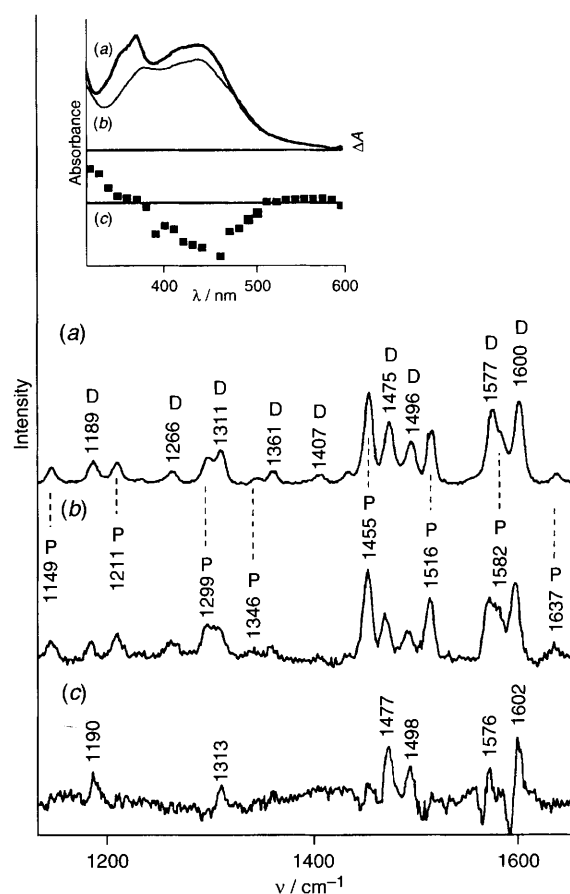 (a)
(b)
(c)
Absorbance
ΔA
400
500
600
λ / nm
(a)
Intensity
D
1189
D
1266
D
1311
D
1361
D
1407
D
1475
D
1496
D
1577
D
1600
(b)
P
1149
P
1211
P
1299
P
1346
P
1455
P
1516
P
1582
P
1637
(c)
1190
1313
1477
1498
1576
1602
1200
1400
1600
ν / cm⁻¹